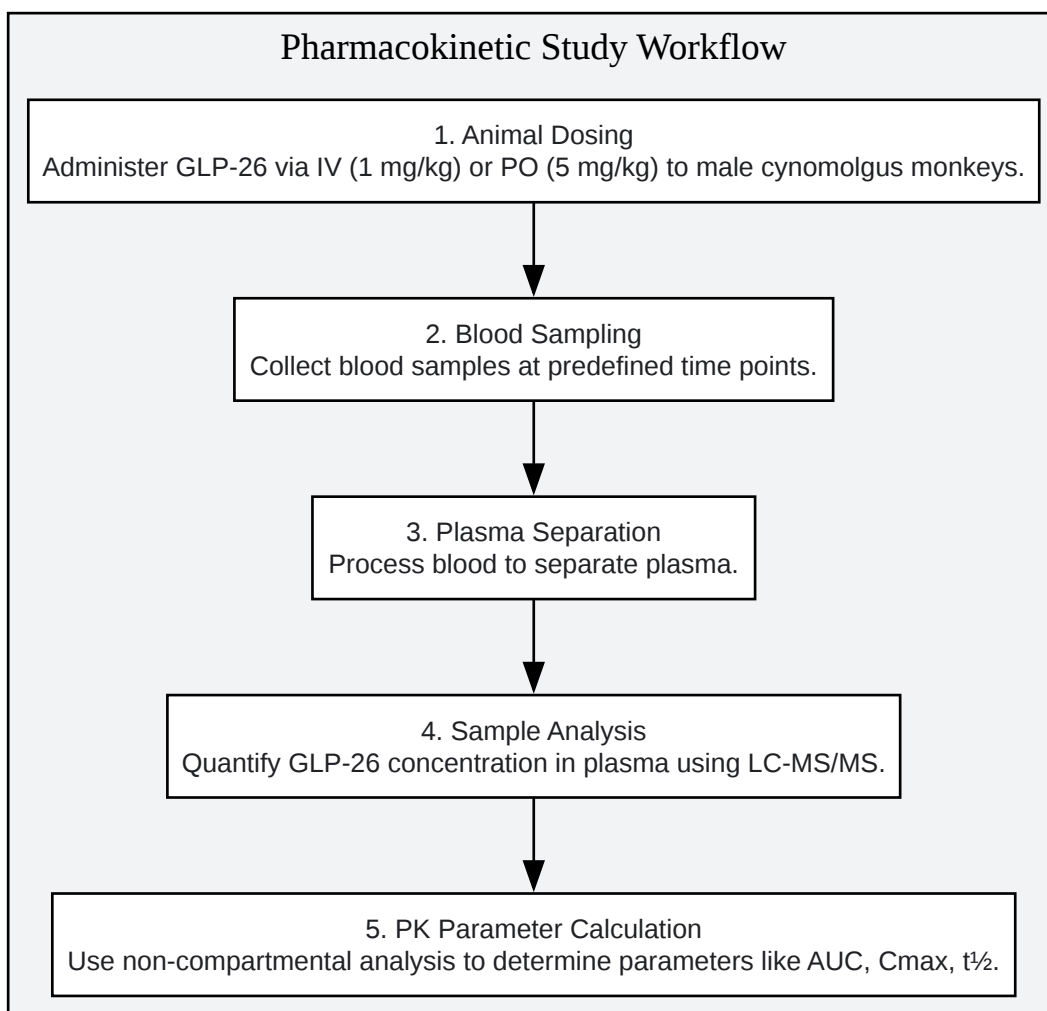 Pharmacokinetic Study Workflow
1. Animal Dosing
Administer GLP-26 via IV (1 mg/kg) or PO (5 mg/kg) to male cynomolgus monkeys.
2. Blood Sampling
Collect blood samples at predefined time points.
3. Plasma Separation
Process blood to separate plasma.
4. Sample Analysis
Quantify GLP-26 concentration in plasma using LC-MS/MS.
5. PK Parameter Calculation
Use non-compartmental analysis to determine parameters like AUC, Cmax, t½.